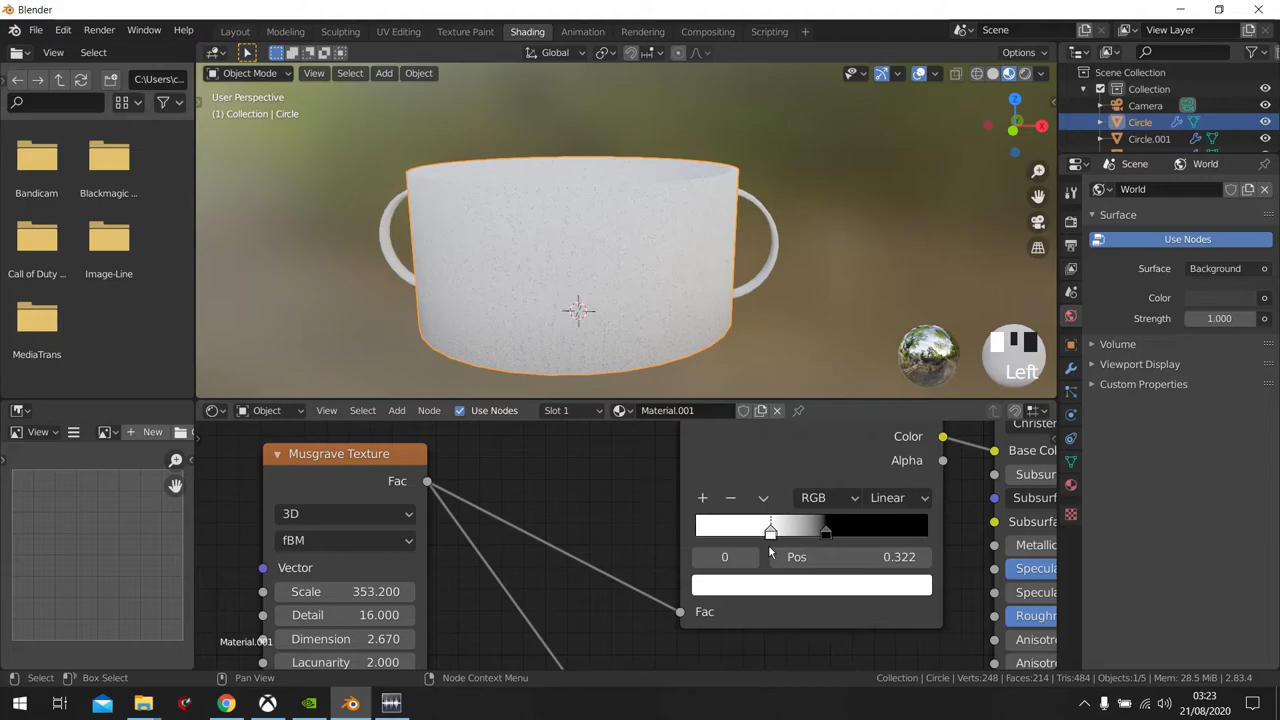 Blender
File Edit Render Window Help Layout Modeling Sculpting UV Editing Texture Paint Shading Animation Rendering Compositing Scripting + Scene View Layer
View Select Global Options
C:\Users\c...
Object Mode View Select Add Object
User Perspective
(1) Collection | Circle
Scene Collection
Collection
Camera
Circle
Circle.001
Z
X
Bandicam
Blackmagic ...
Call of Duty ...
Image-Line
MediaTrans
Scene World
World
Surface
Use Nodes
Surface Background
Color
Strength 1.000
Volume
Viewport Display
Custom Properties
Left
View New
Object View Select Add Node Use Nodes Slot 1 Material.001
Musgrave Texture
Fac
3D
fBM
Vector
Scale 353.200
Detail 16.000
Dimension 2.670
Lacunarity 2.000
Material.001
Color
Alpha
RGB Linear
0 Pos 0.322
Fac
Christen
Base Col
Subsur
Subsurf
Subsurfa
Metallic
Specula
Specula
Roughn
Anisotro
Anisotro
Select Box Select Pan View Node Context Menu
Collection | Circle | Verts:248 | Faces:214 | Tris:484 | Objects:1/5 | Mem: 28.5 MiB | 2.83.4
03:23
21/08/2020